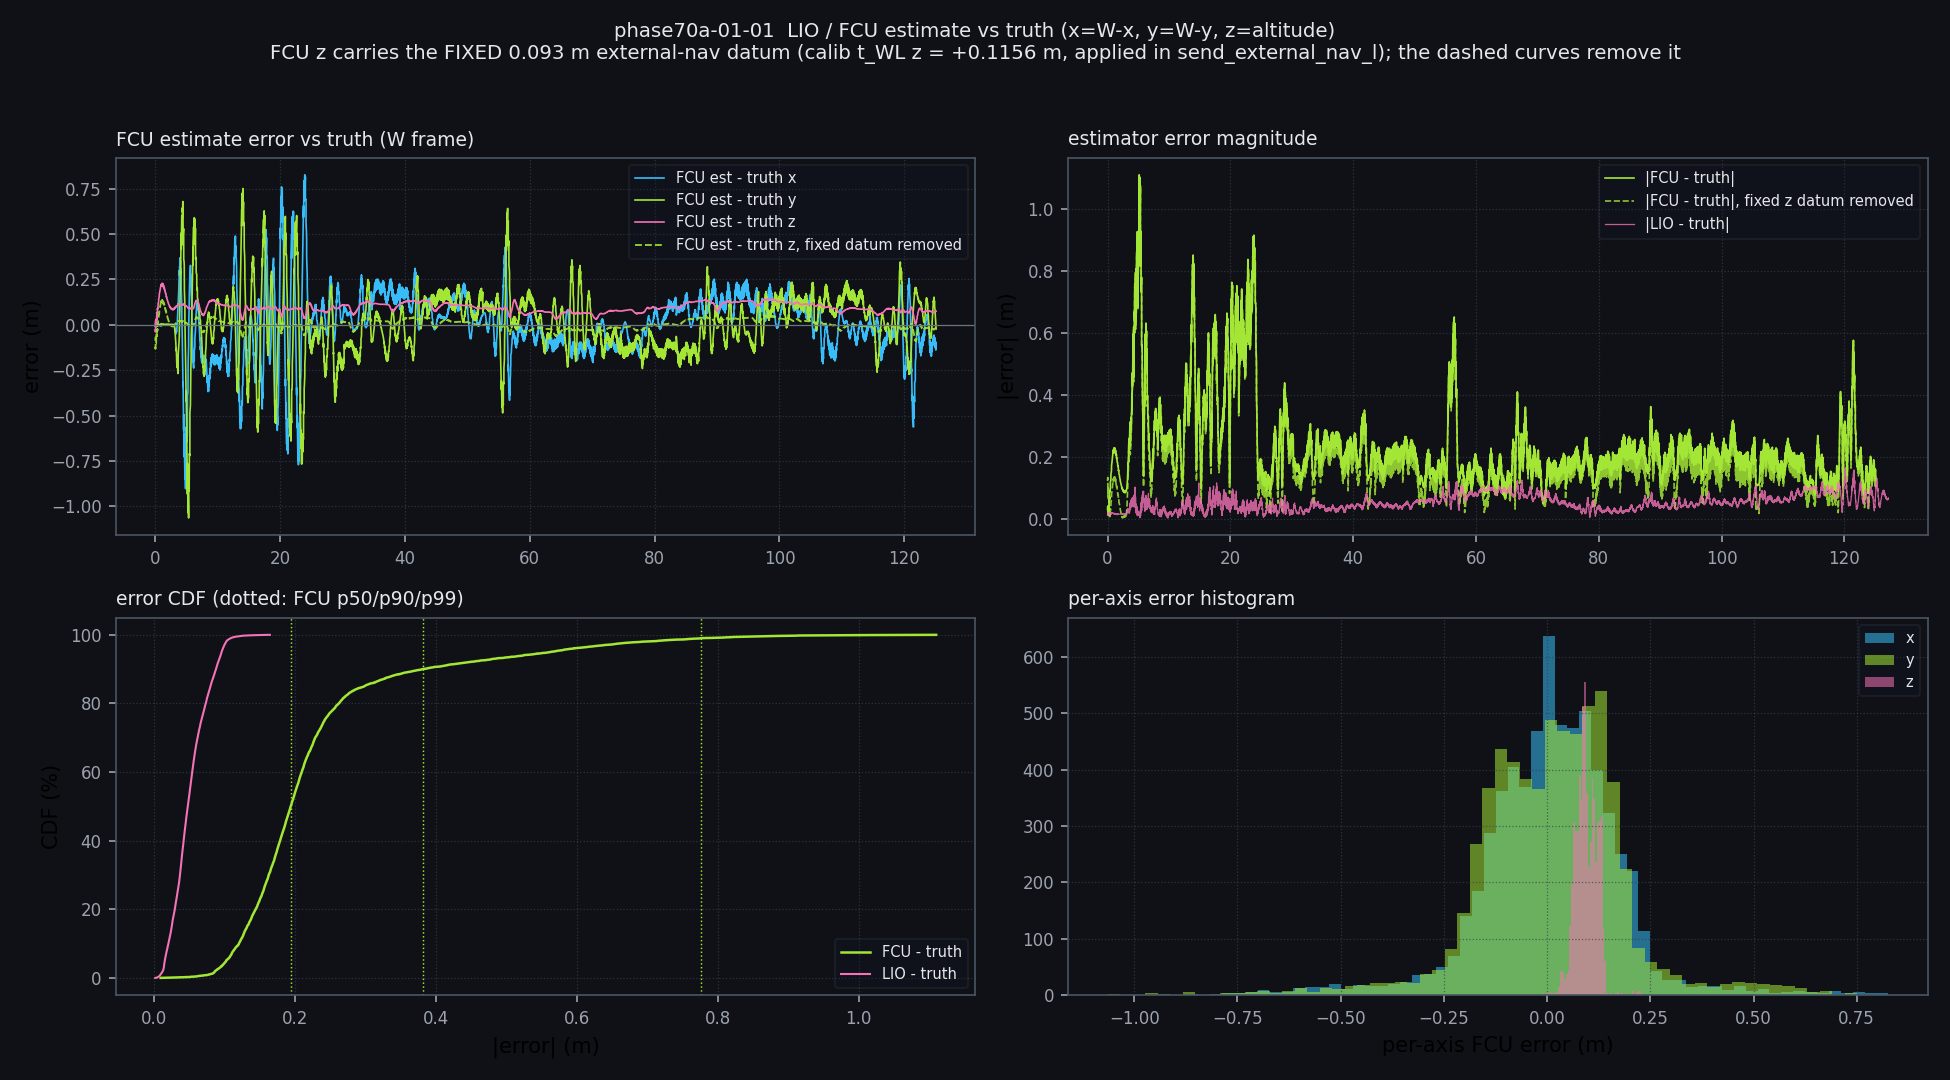 phase70a-01-01  LIO / FCU estimate vs truth (x=W-x, y=W-y, z=altitude)
FCU z carries the FIXED 0.093 m external-nav datum (calib t_WL z = +0.1156 m, applied in send_external_nav_l); the dashed curves remove it
FCU estimate error vs truth (W frame)
error (m)
0.75
0.50
0.25
0.00
−0.25
−0.50
−0.75
−1.00
0 20 40 60 80 100 120
FCU est - truth x
FCU est - truth y
FCU est - truth z
FCU est - truth z, fixed datum removed
estimator error magnitude
|error| (m)
1.0
0.8
0.6
0.4
0.2
0.0
0 20 40 60 80 100 120
|FCU - truth|
|FCU - truth|, fixed z datum removed
|LIO - truth|
error CDF (dotted: FCU p50/p90/p99)
CDF (%)
100
80
60
40
20
0
0.0 0.2 0.4 0.6 0.8 1.0
|error| (m)
FCU - truth
LIO - truth
per-axis error histogram
600
500
400
300
200
100
0
−1.00 −0.75 −0.50 −0.25 0.00 0.25 0.50 0.75
per-axis FCU error (m)
x
y
z